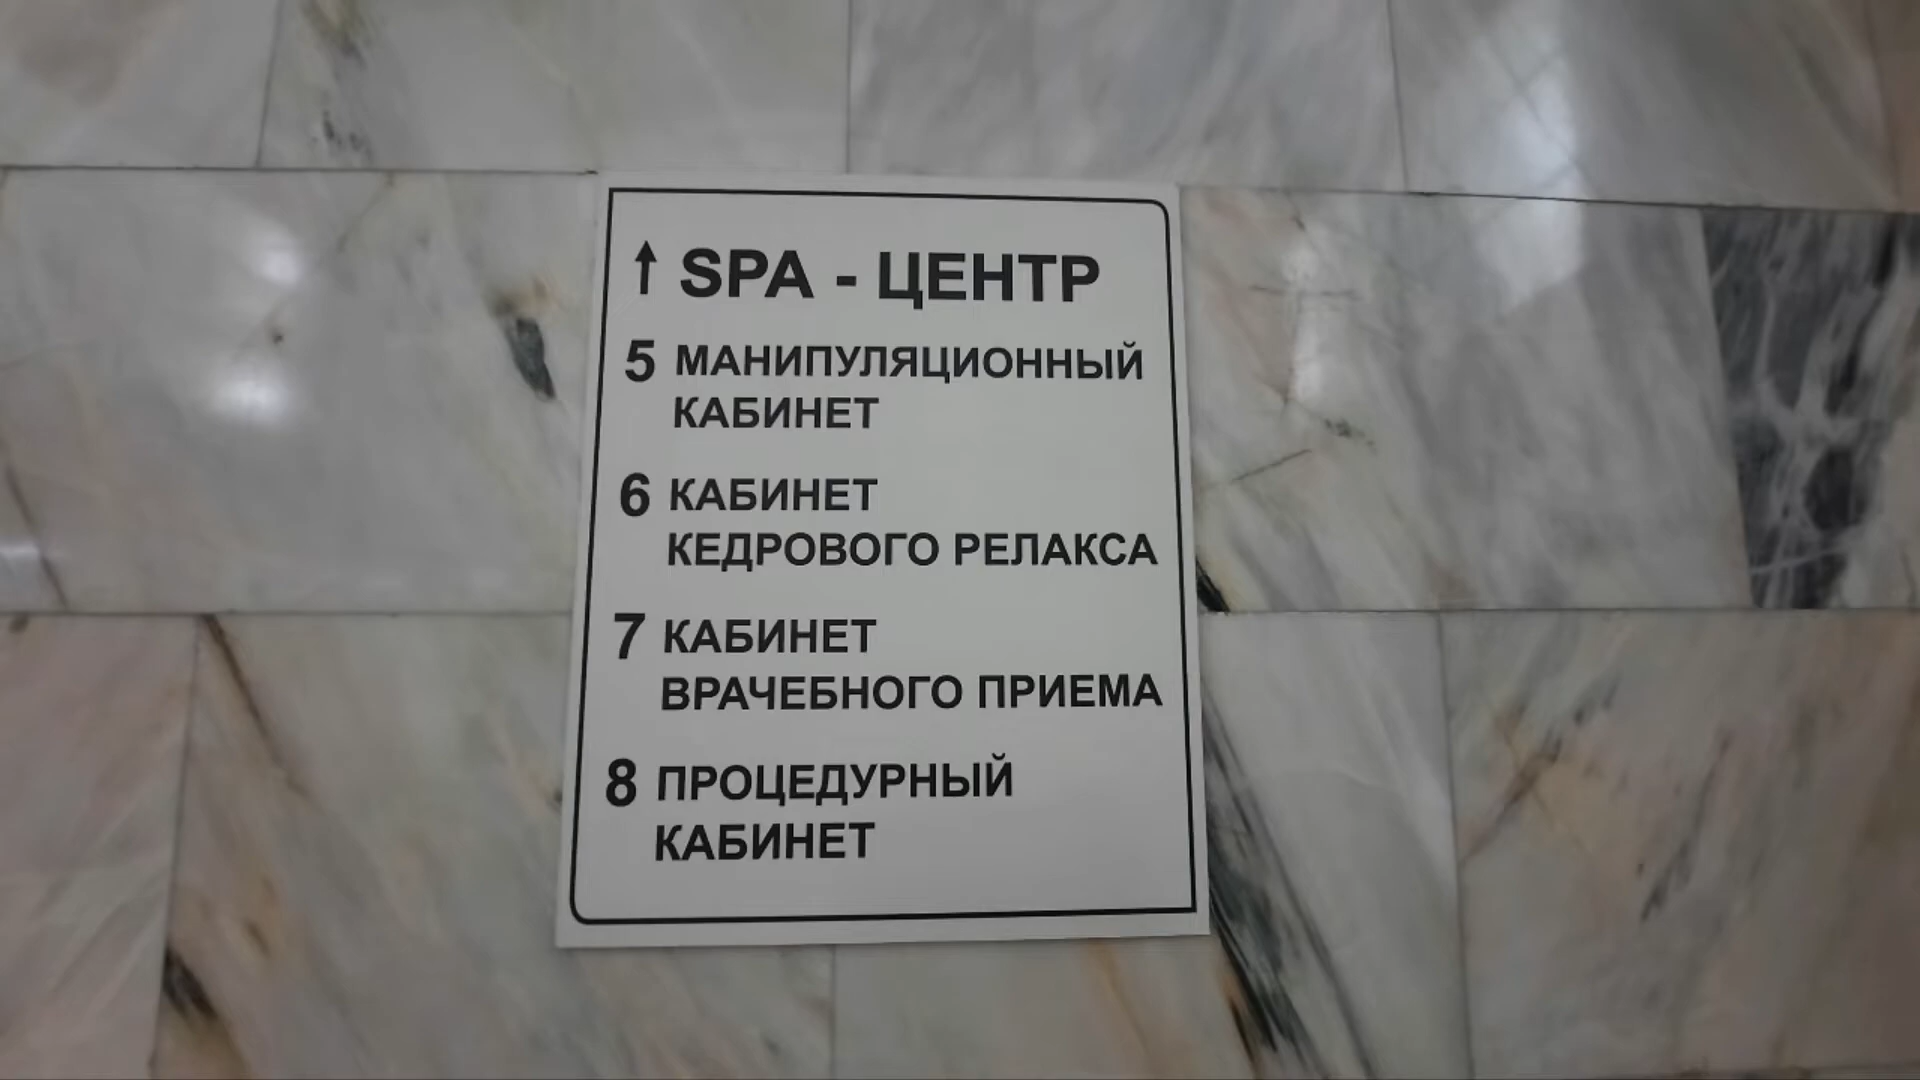 ↑ SPA - ЦЕНТР
5 МАНИПУЛЯЦИОННЫЙ
КАБИНЕТ
6 КАБИНЕТ
КЕДРОВОГО РЕЛАКСА
7 КАБИНЕТ
ВРАЧЕБНОГО ПРИЕМА
8 ПРОЦЕДУРНЫЙ
КАБИНЕТ